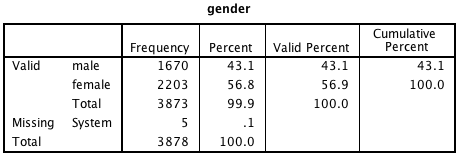 gender
Frequency Percent Valid Percent Cumulative
Percent
Valid male 1670 43.1 43.1 43.1
female 2203 56.8 56.9 100.0
Total 3873 99.9 100.0
Missing System 5 .1
Total 3878 100.0